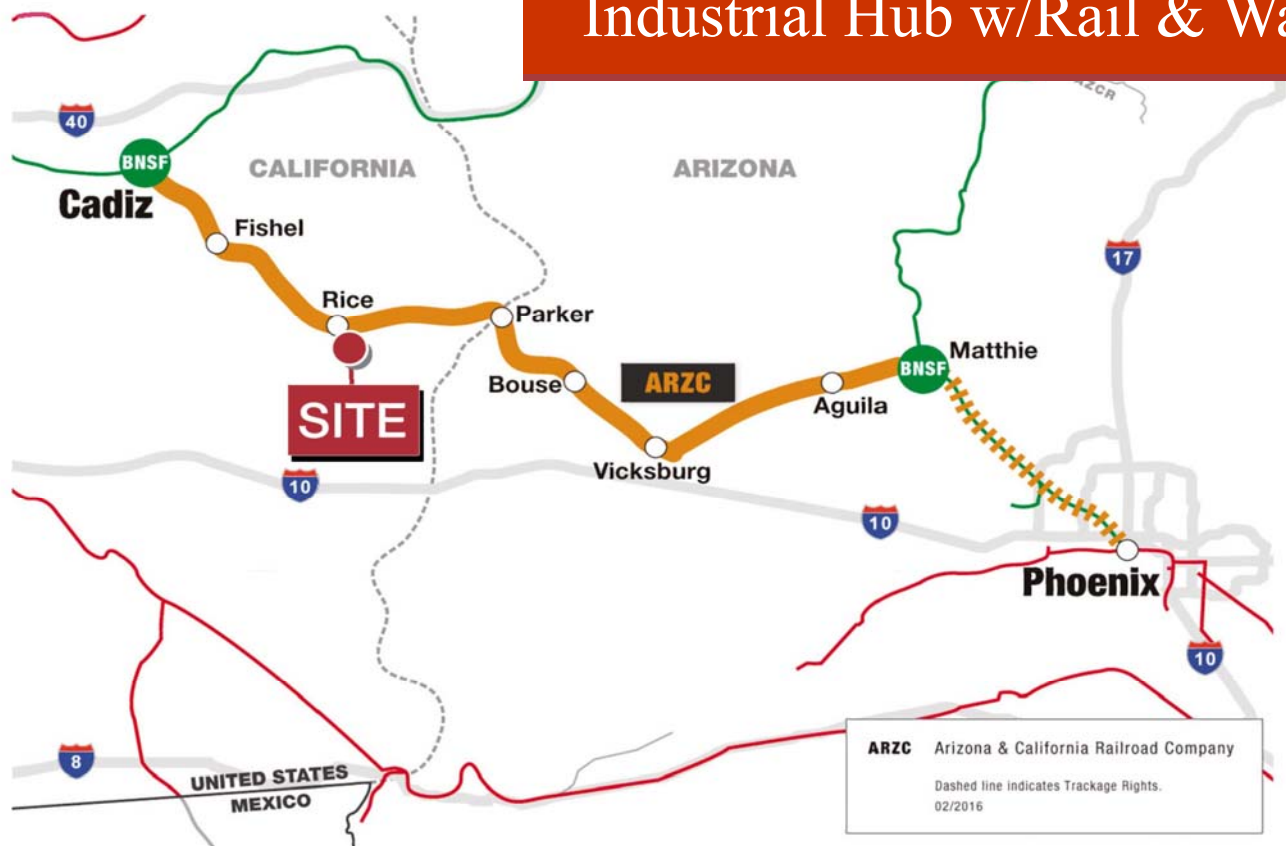 Industrial Hub w/Rail & Wa
AZCR
40
BNSF
CALIFORNIA
ARIZONA
Cadiz
Fishel
17
Rice
Parker
Matthie
BNSF
Bouse
ARZC
Aguila
SITE
Vicksburg
10
10
Phoenix
10
ARZC Arizona & California Railroad Company
8
UNITED STATES
MEXICO
Dashed line indicates Trackage Rights.
02/2016